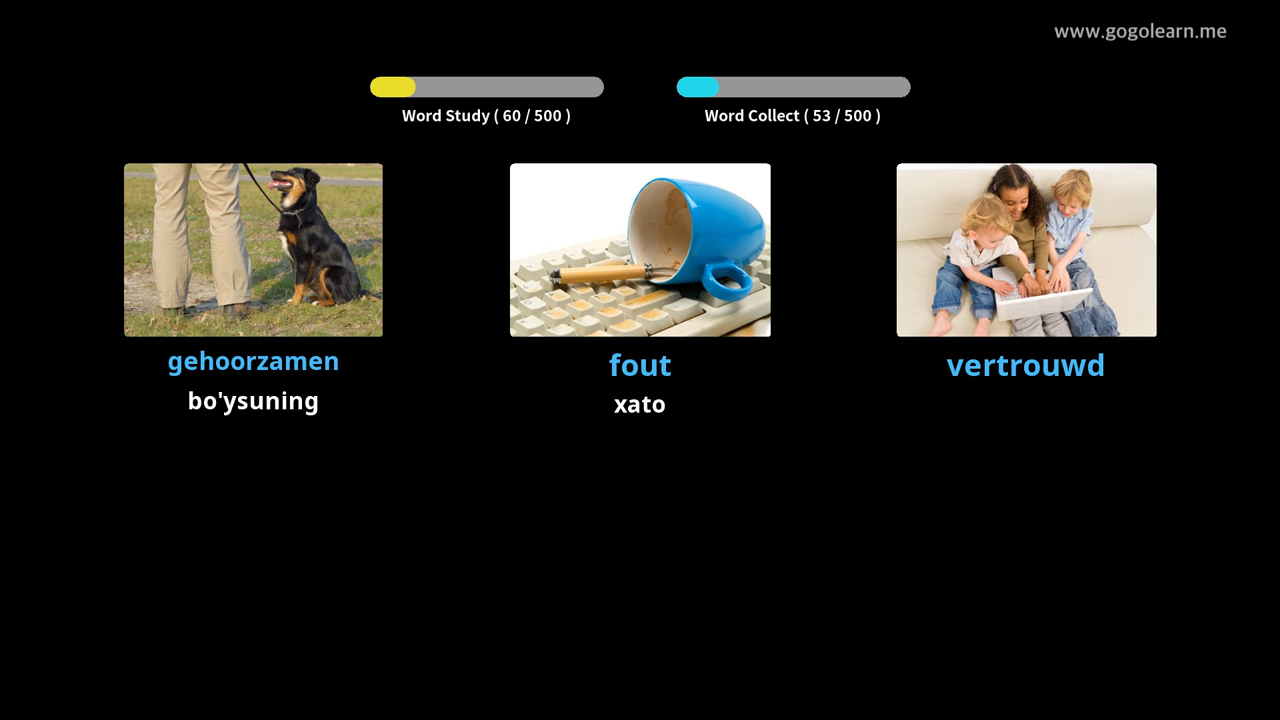 www.gogolearn.me
Word Study ( 60 / 500 )
Word Collect ( 53 / 500 )
gehoorzamen
bo'ysuning
fout
xato
vertrouwd